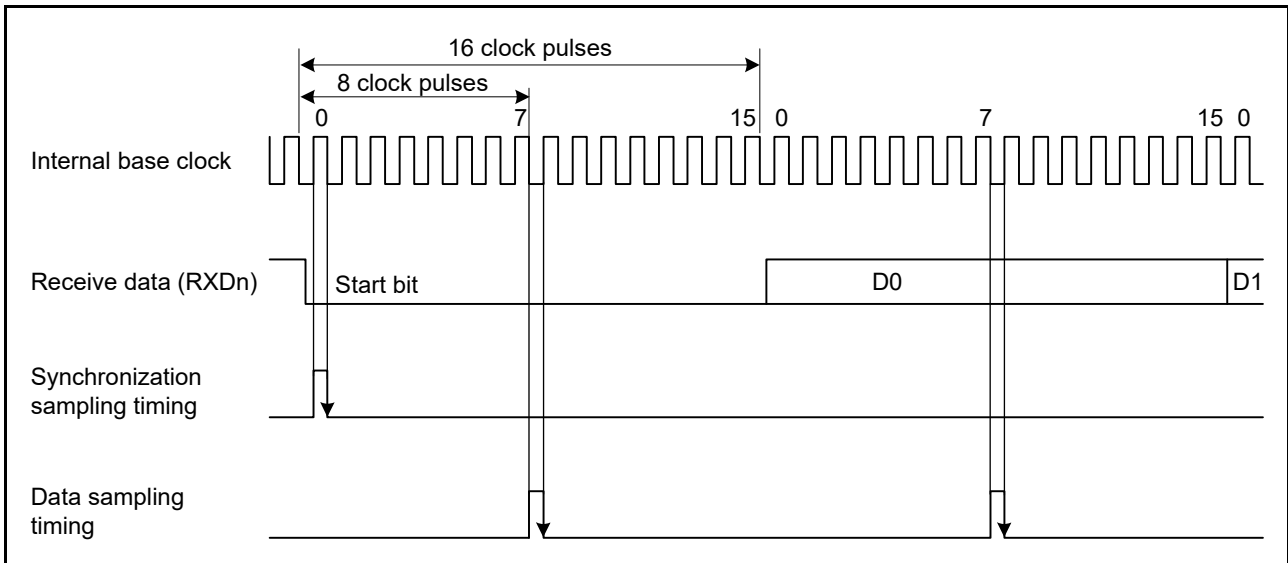 16 clock pulses
8 clock pulses
0 7 15 0 7 15 0
Internal base clock
Receive data (RXDn)
Start bit
D0
D1
Synchronization
sampling timing
Data sampling
timing